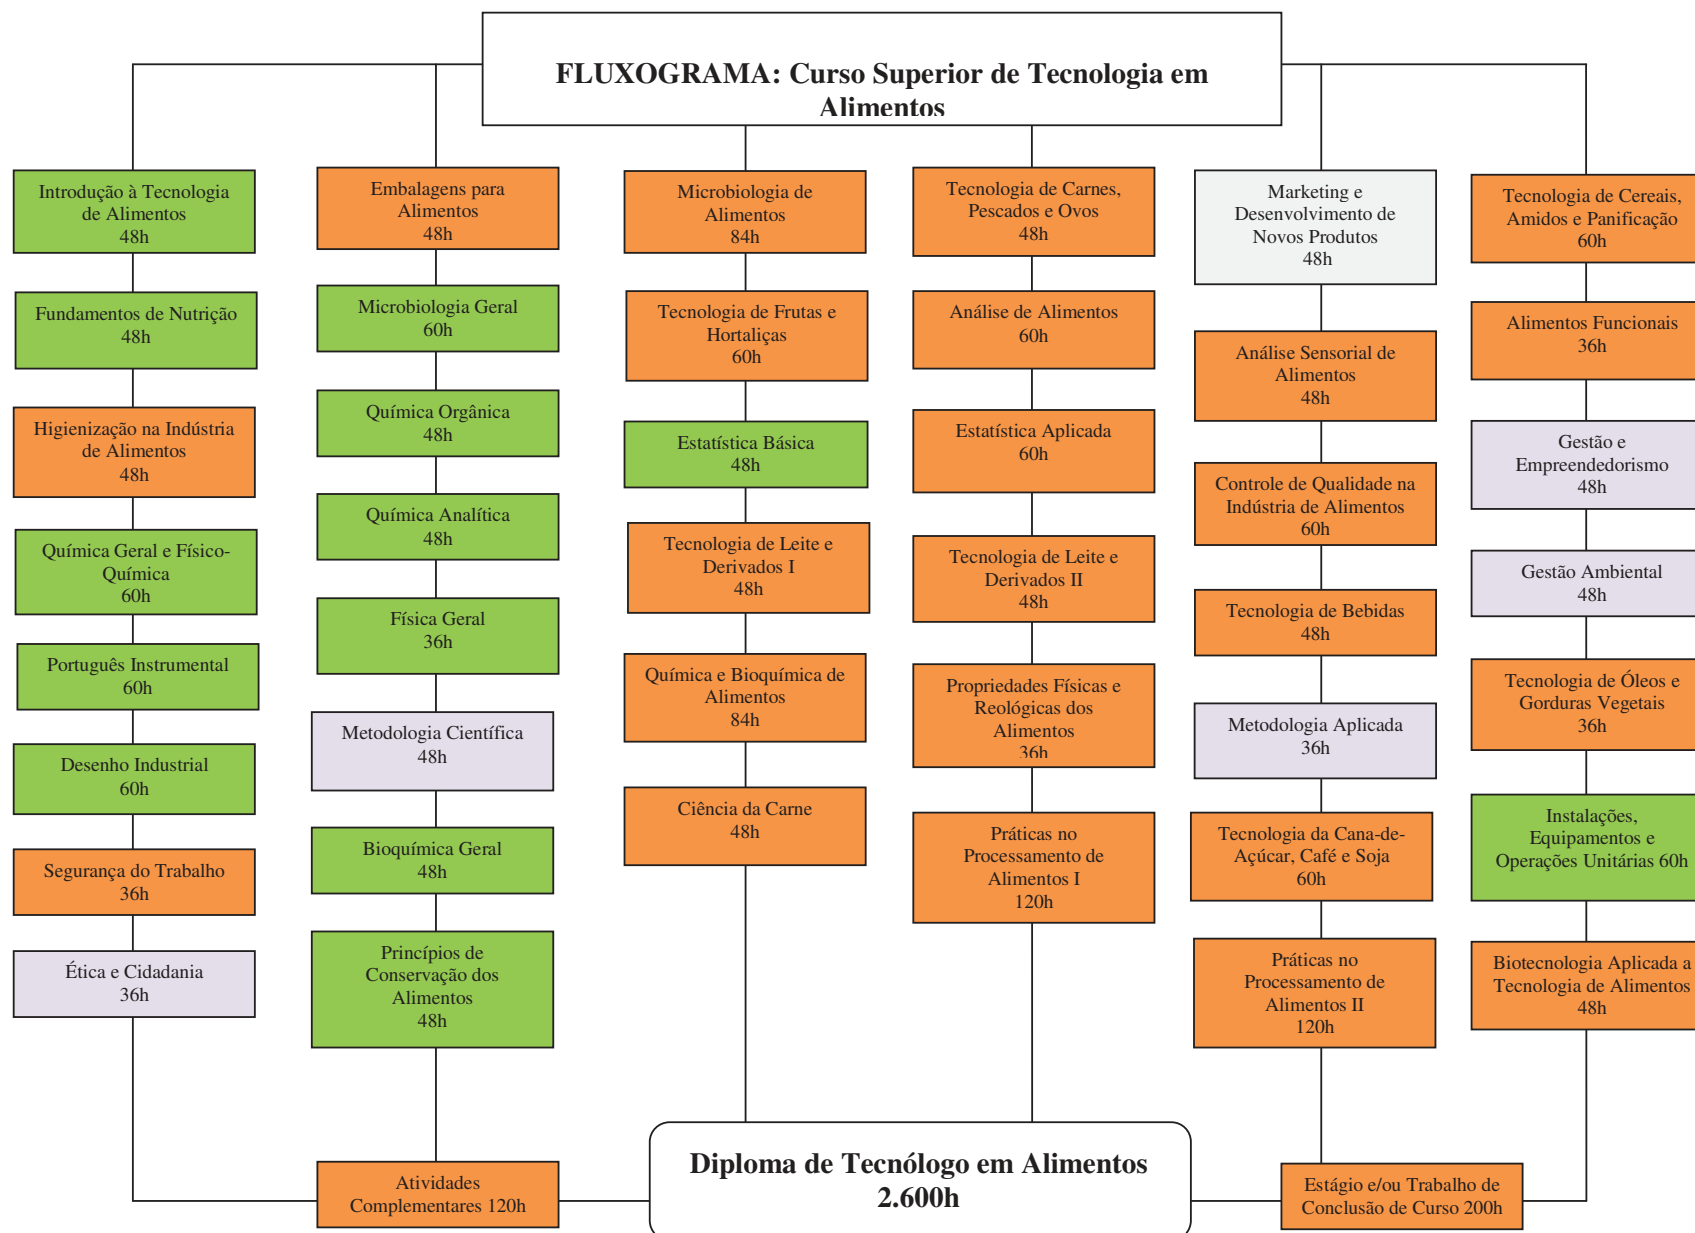 FLUXOGRAMA: Curso Superior de Tecnologia em
Alimentos
Introdução à Tecnologia
de Alimentos
48h
Fundamentos de Nutrição
48h
Higienização na Indústria
de Alimentos
48h
Química Geral e Físico-
Química
60h
Português Instrumental
60h
Desenho Industrial
60h
Segurança do Trabalho
36h
Ética e Cidadania
36h
Embalagens para
Alimentos
48h
Microbiologia Geral
60h
Química Orgânica
48h
Química Analítica
48h
Física Geral
36h
Metodologia Científica
48h
Bioquímica Geral
48h
Princípios de
Conservação dos
Alimentos
48h
Microbiologia de
Alimentos
84h
Tecnologia de Frutas e
Hortaliças
60h
Estatística Básica
48h
Tecnologia de Leite e
Derivados I
48h
Química e Bioquímica de
Alimentos
84h
Ciência da Carne
48h
Tecnologia de Carnes,
Pescados e Ovos
48h
Análise de Alimentos
60h
Estatística Aplicada
60h
Tecnologia de Leite e
Derivados II
48h
Propriedades Físicas e
Reológicas dos
Alimentos
36h
Práticas no
Processamento de
Alimentos I
120h
Marketing e
Desenvolvimento de
Novos Produtos
48h
Análise Sensorial de
Alimentos
48h
Controle de Qualidade na
Indústria de Alimentos
60h
Tecnologia de Bebidas
48h
Metodologia Aplicada
36h
Tecnologia da Cana-de-
Açúcar, Café e Soja
60h
Práticas no
Processamento de
Alimentos II
120h
Tecnologia de Cereais,
Amidos e Panificação
60h
Alimentos Funcionais
36h
Gestão e
Empreendedorismo
48h
Gestão Ambiental
48h
Tecnologia de Óleos e
Gorduras Vegetais
36h
Instalações,
Equipamentos e
Operações Unitárias 60h
Biotecnologia Aplicada a
Tecnologia de Alimentos
48h
Atividades
Complementares 120h
Diploma de Tecnólogo em Alimentos
2.600h
Estágio e/ou Trabalho de
Conclusão de Curso 200h